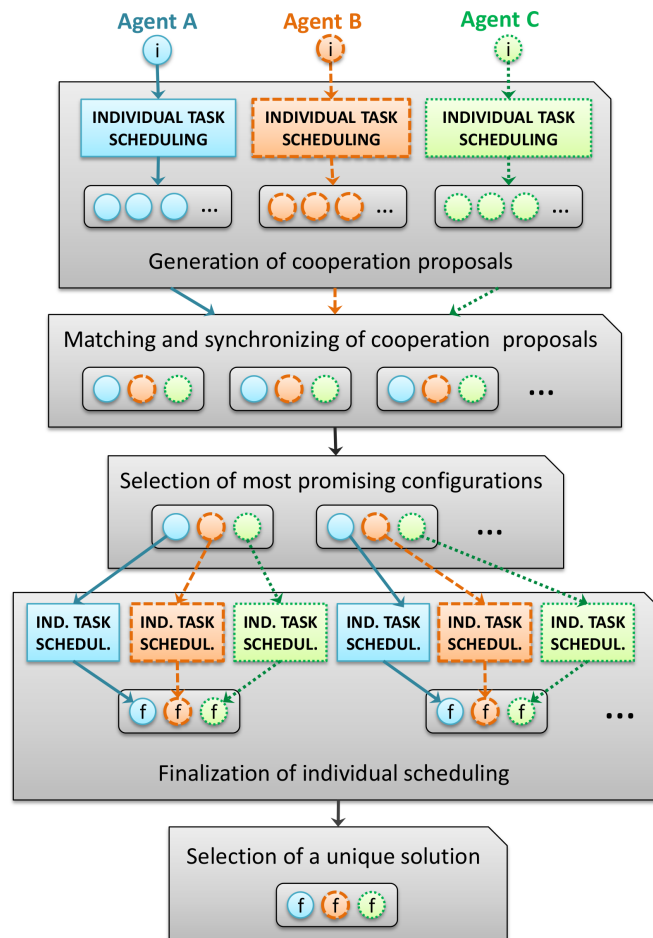 Agent A Agent B Agent C
i i i
INDIVIDUAL TASK SCHEDULING
INDIVIDUAL TASK SCHEDULING
INDIVIDUAL TASK SCHEDULING
... ... ...
Generation of cooperation proposals
Matching and synchronizing of cooperation proposals
...
Selection of most promising configurations
...
IND. TASK SCHEDUL.
IND. TASK SCHEDUL.
IND. TASK SCHEDUL.
IND. TASK SCHEDUL.
IND. TASK SCHEDUL.
IND. TASK SCHEDUL.
f f f f f f ...
Finalization of individual scheduling
Selection of a unique solution
f f f